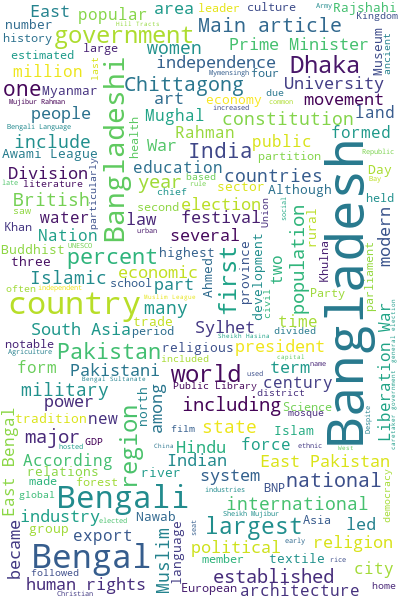 East
popular
area
leader
culture
Army
Rajshahi
Hill tracts
Kingdom
number
Main article
history
government
Museum
ancient
estimated
large
women
Prime Minister
million
last
independence
Dhaka
Mymensingh
four
one
Myanmar
Chittagong
University
economy
due
common
Mujibur Rahman
art
movement
increased
Bengali Language
people
health
Mughal
constitution
land
Rahman
formed
Awami League
War
India
public
include
partition
Republic
Division
particularly
Bangladeshi
education
countries
Day
Bay
late
literature
year
based
rule
sector
Although
British
chief
saw
election
held
modern
water
law
second
festival
Union
social
rural
Khan
Nation
several
urban
Buddhist
UNESCO
highest
province
development
civil
two
population
Khulna
parliament
three
Islamic
percent
economic
Ahmed
first
often
independent
school
part
Party
country
Muslim League
South Asia
many
Sylhet
time
Liberation War
caretaker government
general election
trade
period
Sheikh Hasina
divided
notable
Pakistan
religious
president
Agriculture
included
capital
form
Pakistani
world
term
name
Bengal Sultanate
used
district
military
Public library
century
power
north
among
including
Science
mosque
Despite
West
tradition
new
film
Islam
ethnic
East Bengal
major
GDP
region
Hindu
state
force
East Pakistan
hosted
China
According
Indian
relations
river
system
BNP
national
democracy
made
forest
global
Bengali
industries
international
Nawab
Sheikh Mujibur
Asia
led
industry
elected
largest
group
language
seat
early
religion
became
export
Muslim
political
Bengal
member
textile
rice
city
followed
established
human rights
European
architecture
home
Christian
Bangladesh